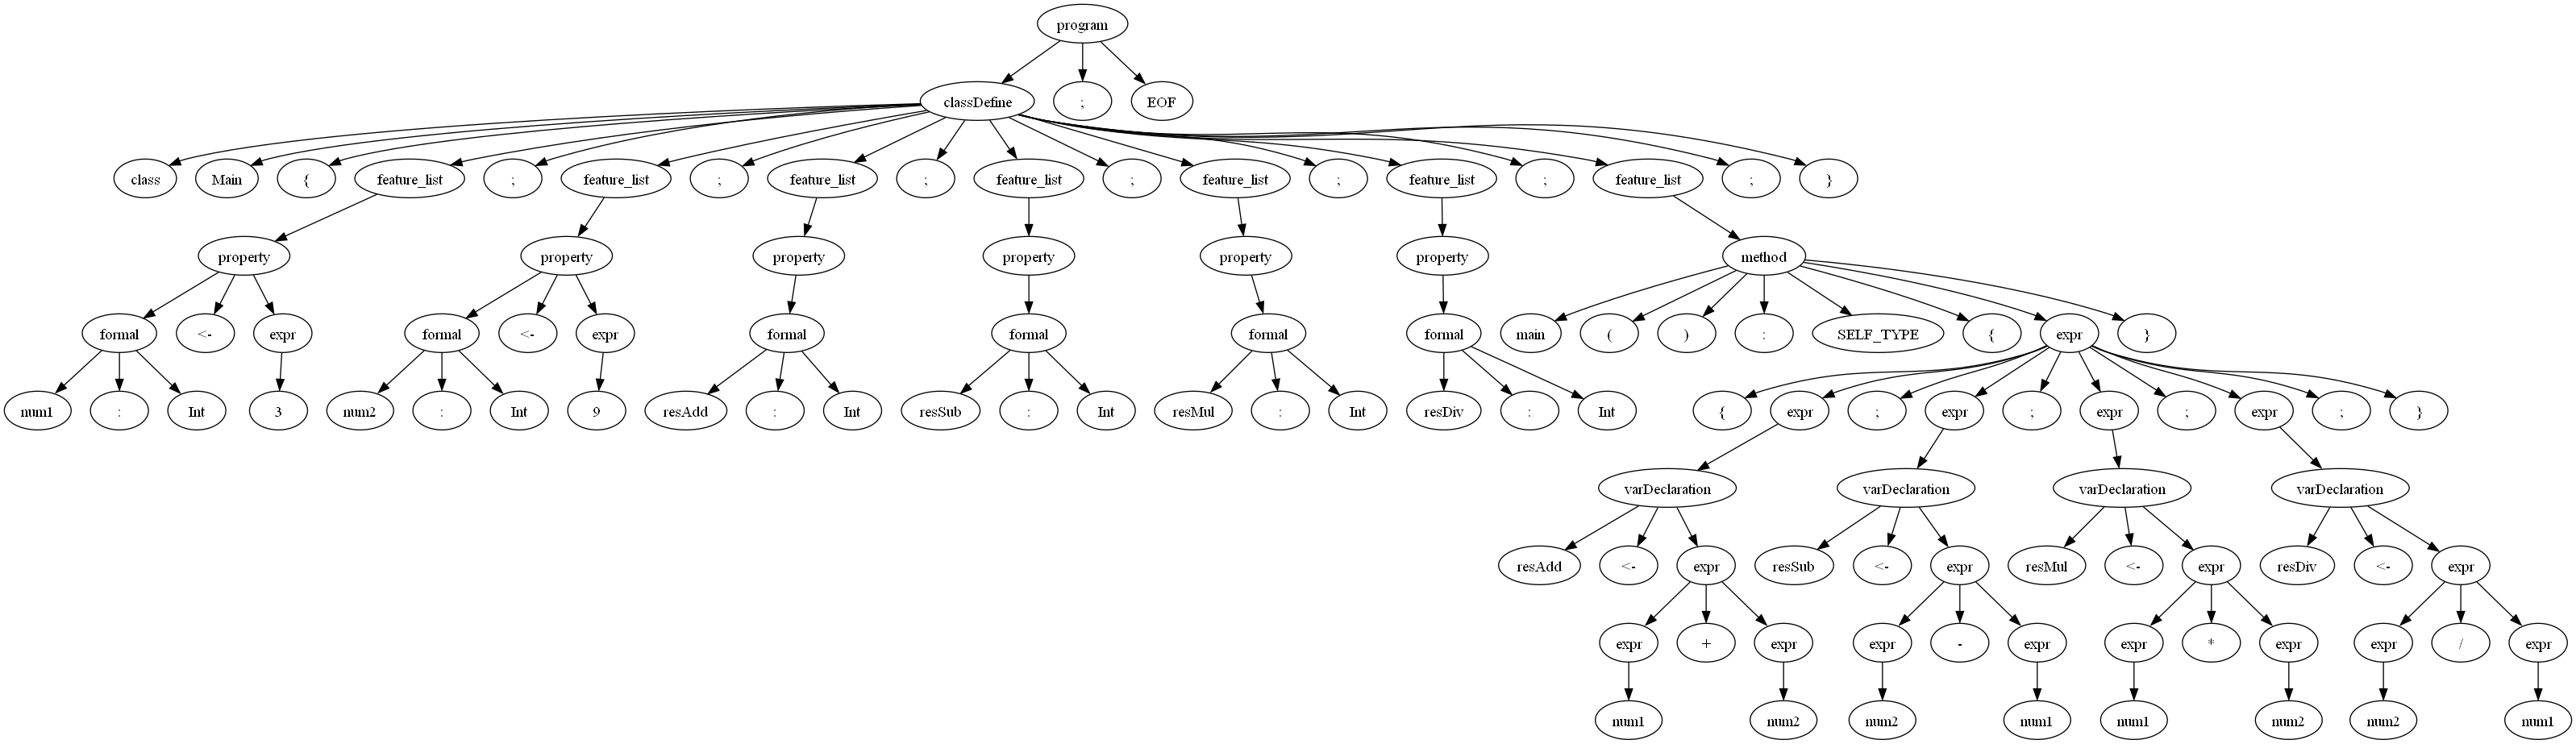 program
classDefine ; EOF
class Main { feature_list ; feature_list ; feature_list ; feature_list ; feature_list ; feature_list ; feature_list ; }
property property property property property property method
formal <- expr formal <- expr formal formal formal formal main ( ) : SELF_TYPE { expr }
num1 : Int 3 num2 : Int 9 resAdd : Int resSub : Int resMul : Int resDiv : Int { expr ; expr ; expr ; expr ; }
varDeclaration varDeclaration varDeclaration varDeclaration
resAdd <- expr resSub <- expr resMul <- expr resDiv <- expr
expr + expr expr - expr expr * expr expr / expr
num1 num2 num2 num1 num1 num2 num2 num1